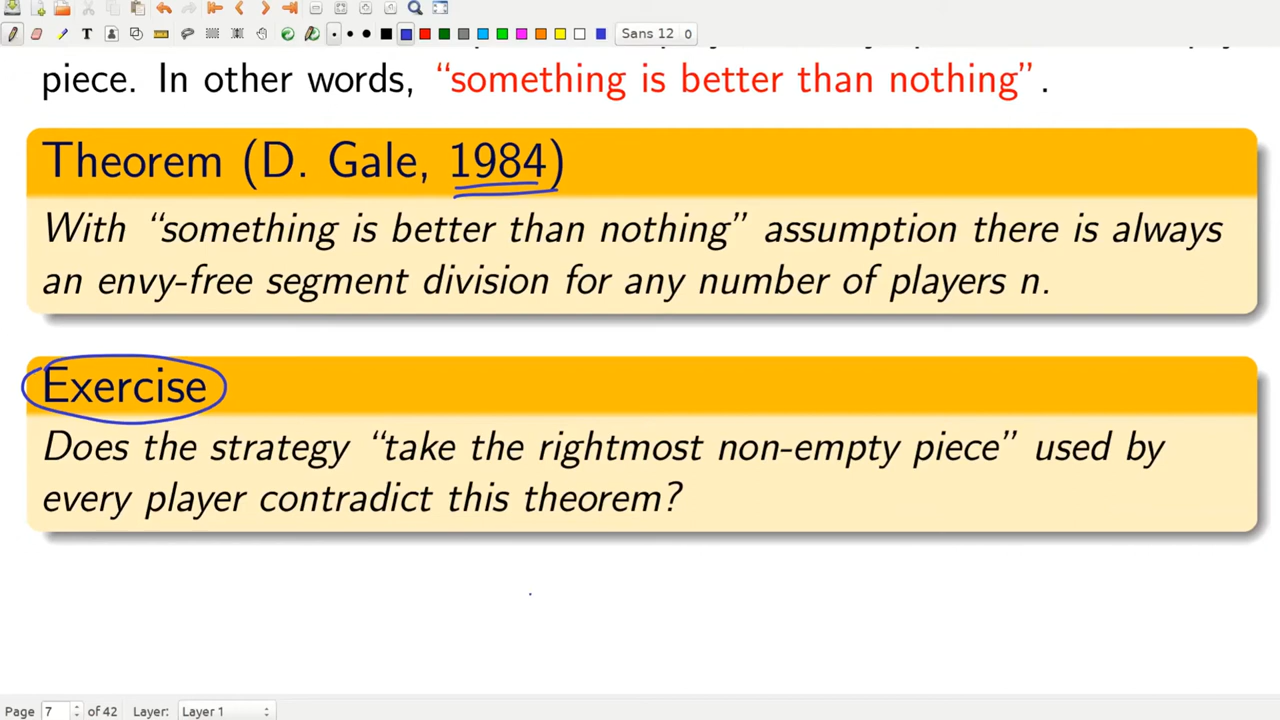 Sans 12
piece. In other words, “something is better than nothing”.
Theorem (D. Gale, 1984)
With “something is better than nothing” assumption there is always
an envy-free segment division for any number of players n.
Exercise
Does the strategy “take the rightmost non-empty piece” used by
every player contradict this theorem?
Page 7 of 42 Layer: Layer 1